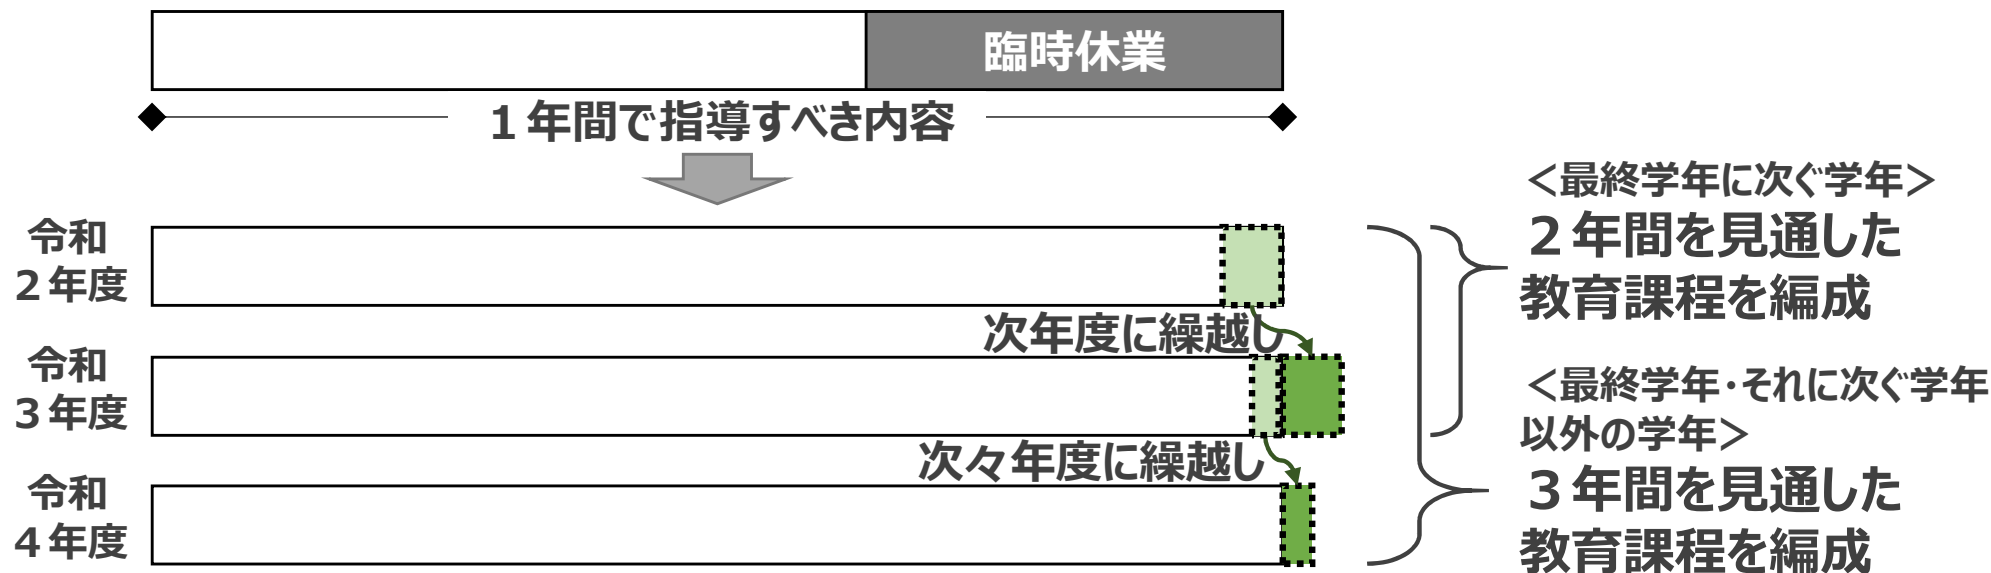 臨時休業
１年間で指導すべき内容
令和
２年度
次年度に繰越し
令和
３年度
次々年度に繰越し
令和
４年度
＜最終学年に次ぐ学年＞
２年間を見通した
教育課程を編成
＜最終学年・それに次ぐ学年
以外の学年＞
３年間を見通した
教育課程を編成